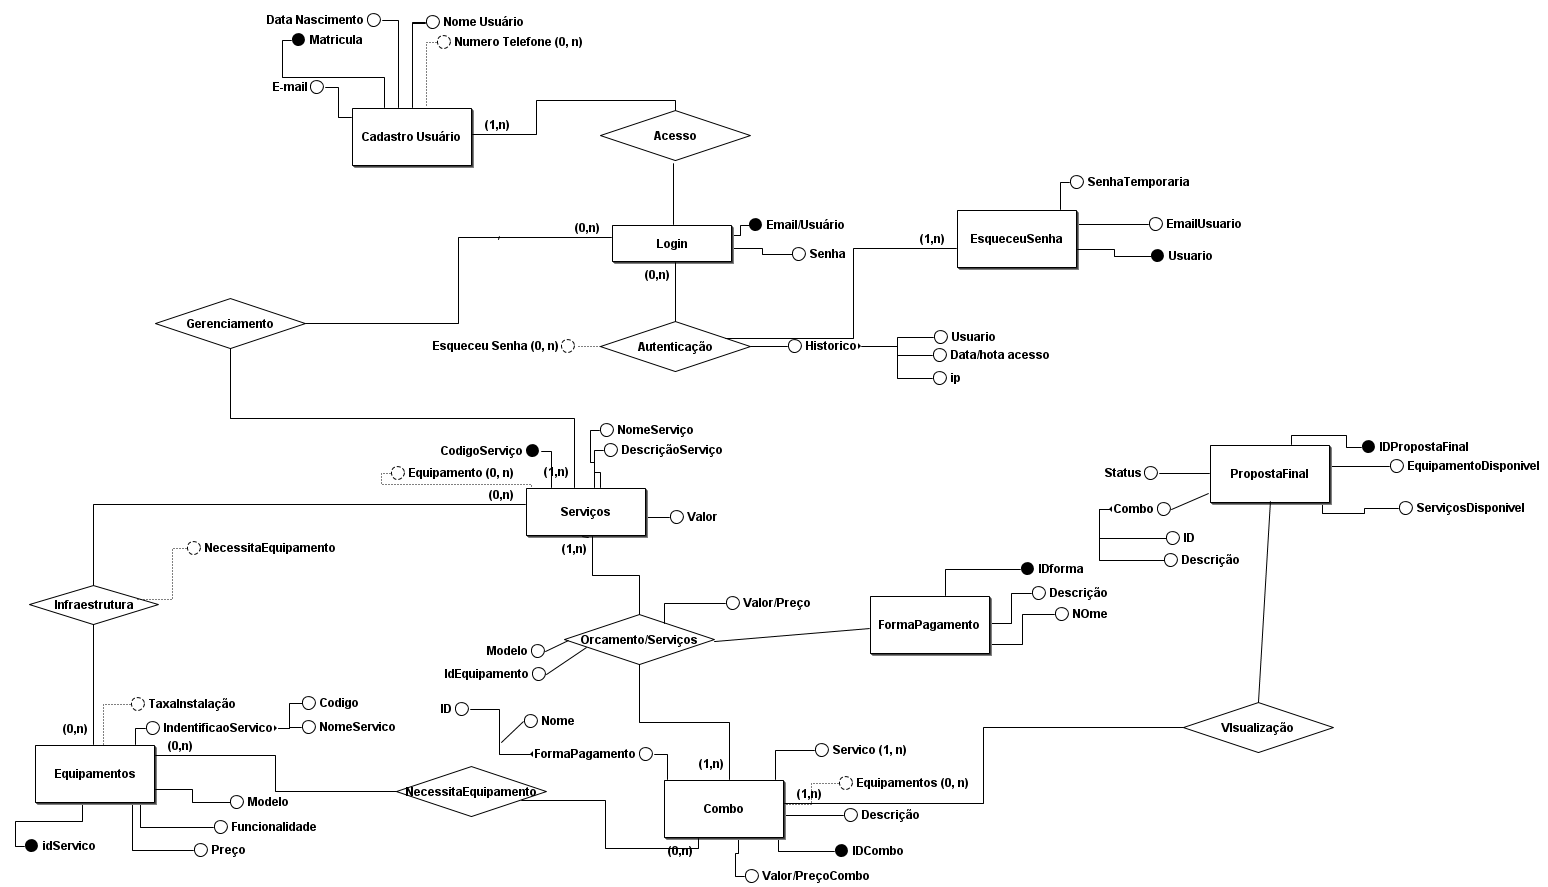 Data Nascimento
Nome Usuário
Matricula
Numero Telefone (0, n)
E-mail
Cadastro Usuário
(1,n)
Acesso
SenhaTemporaria
EmailUsuario
EsqueceuSenha
(1,n)
Usuario
(0,n)
Email/Usuário
Login
Senha
(0,n)
Gerenciamento
Esqueceu Senha (0, n)
Autenticação
Historico
Usuario
Data/hota acesso
ip
NomeServiço
CodigoServiço
DescriçãoServiço
Equipamento (0, n)
(1,n)
(0,n)
Serviços
Valor
(1,n)
IDPropostaFinal
Status
PropostaFinal
EquipamentoDisponivel
Combo
ServiçosDisponivel
ID
Descrição
NecessitaEquipamento
Infraestrutura
IDforma
Descrição
FormaPagamento
NOme
Valor/Preço
Orcamento/Serviços
Modelo
IdEquipamento
TaxaInstalação
IndentificaoServico
Codigo
NomeServico
(0,n)
(0,n)
Equipamentos
Modelo
Funcionalidade
idServico
Preço
ID
Nome
FormaPagamento
Servico (1, n)
(1,n)
Equipamentos (0, n)
(1,n)
NecessitaEquipamento
Combo
Descrição
(0,n)
IDCombo
Valor/PreçoCombo
VIsualização